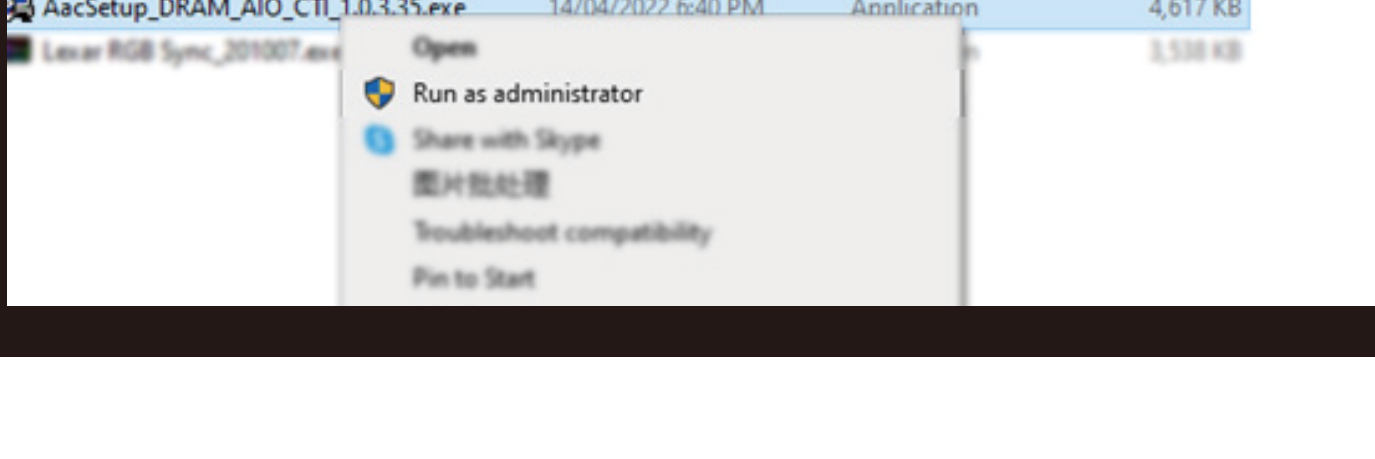 AacSetup_DRAM_AIO_CTI_1.0.3.35.exe 14/04/2022 6:40 PM Application 4,617 KB
Lexar RGB Sync_201007.exe n 3,538 KB
Open
Run as administrator
Share with Skype
图片批处理
Troubleshoot compatibility
Pin to Start